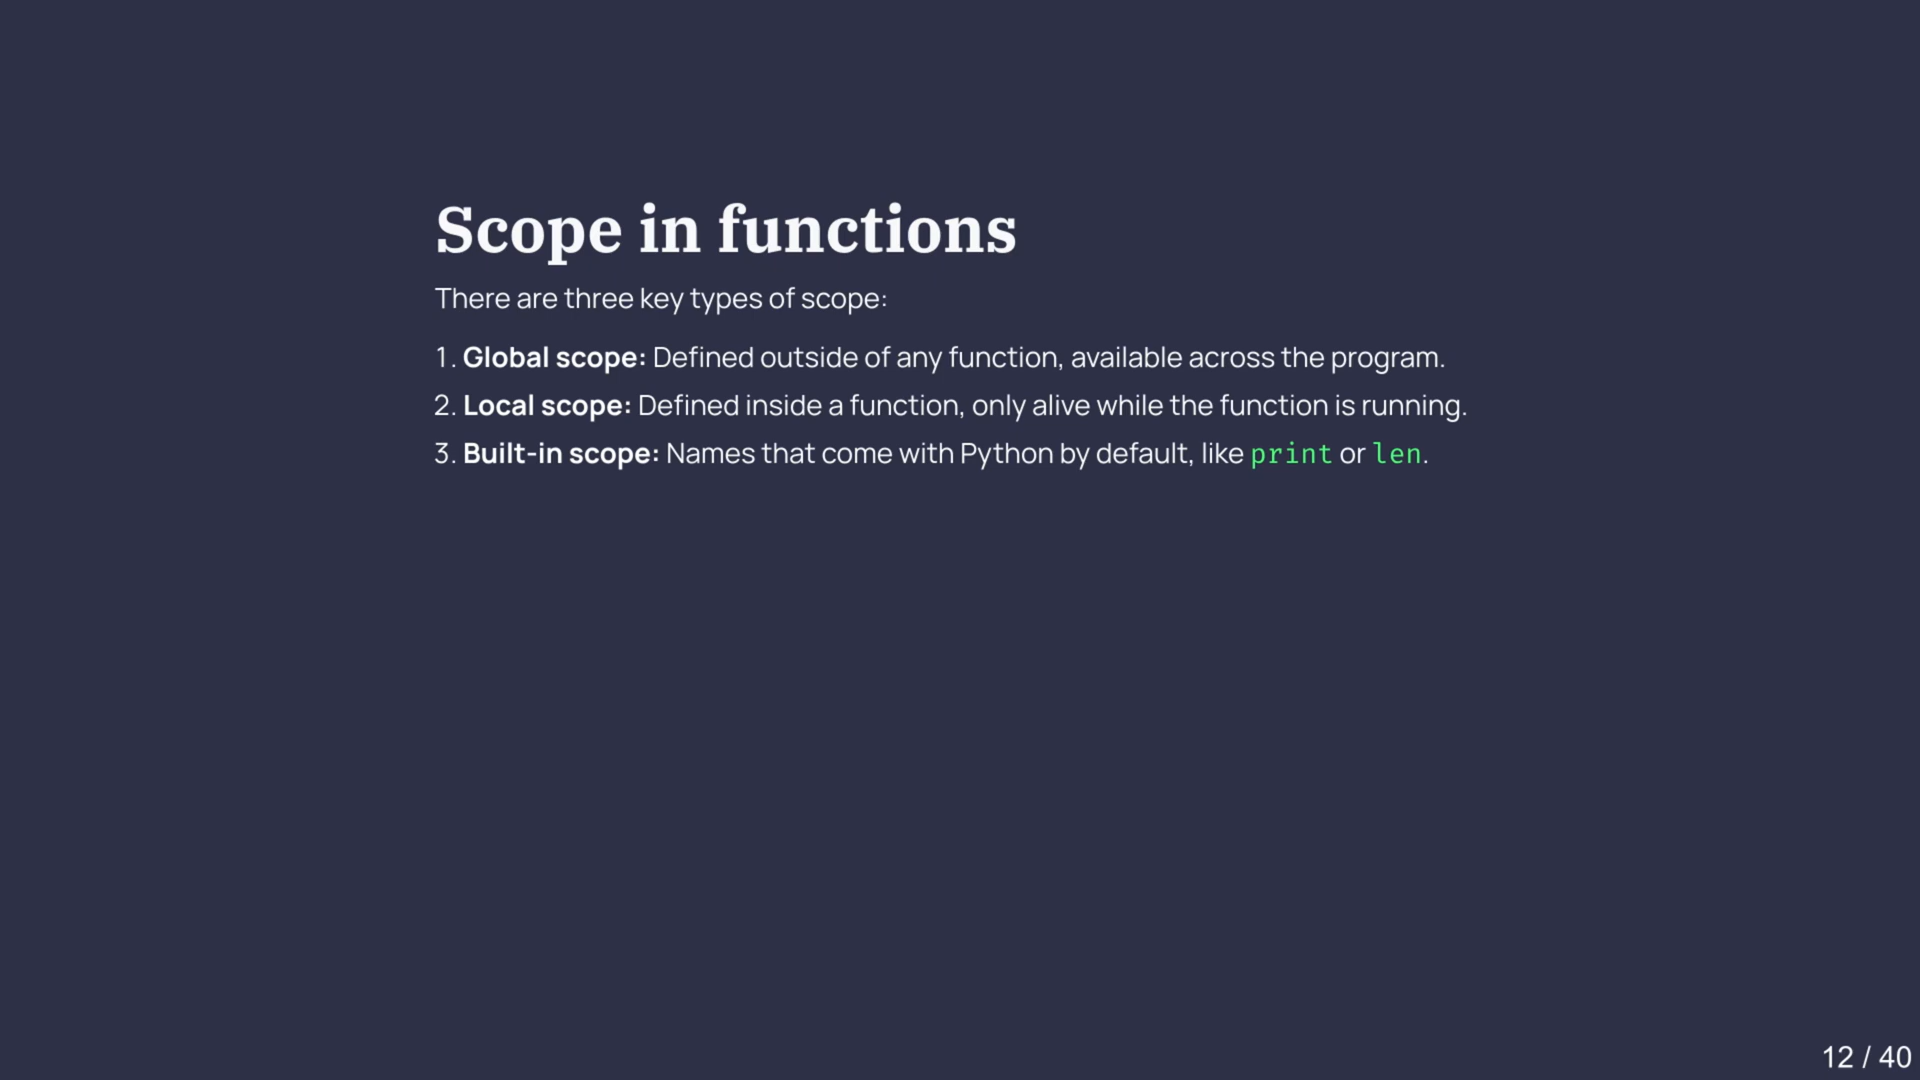 Scope in functions
There are three key types of scope:
1. Global scope: Defined outside of any function, available across the program.
2. Local scope: Defined inside a function, only alive while the function is running.
3. Built-in scope: Names that come with Python by default, like print or len.
12 / 40